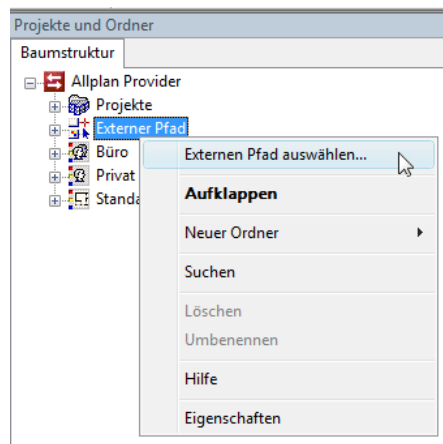 Projekte und Ordner
Baumstruktur
Allplan Provider
Projekte
Externer Pfad
Büro
Privat
Standa
Externen Pfad auswählen...
Aufklappen
Neuer Ordner
Suchen
Löschen
Umbenennen
Hilfe
Eigenschaften